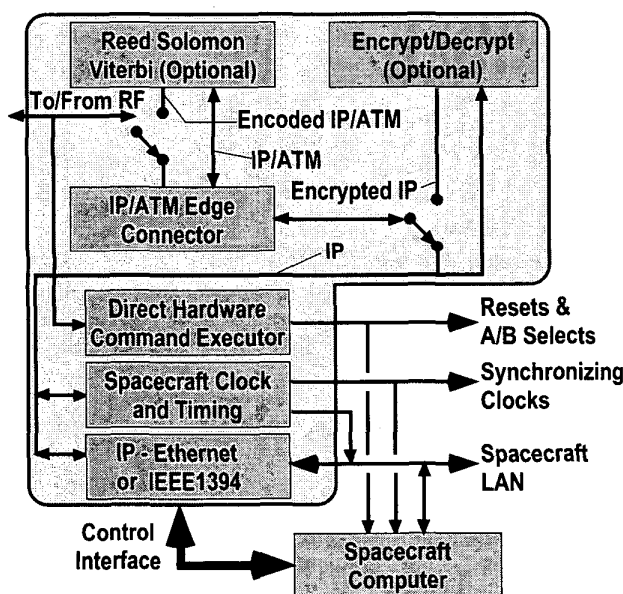 Reed Solomon
Viterbi (Optional)
Encrypt/Decrypt
(Optional)
To/From RF
Encoded IP/ATM
IP/ATM
Encrypted IP
IP/ATM Edge
Connector
IP
Direct Hardware
Command Executor
Resets &
A/B Selects
Spacecraft Clock
and Timing
Synchronizing
Clocks
IP - Ethernet
or IEEE1394
Spacecraft
LAN
Control
Interface
Spacecraft
Computer